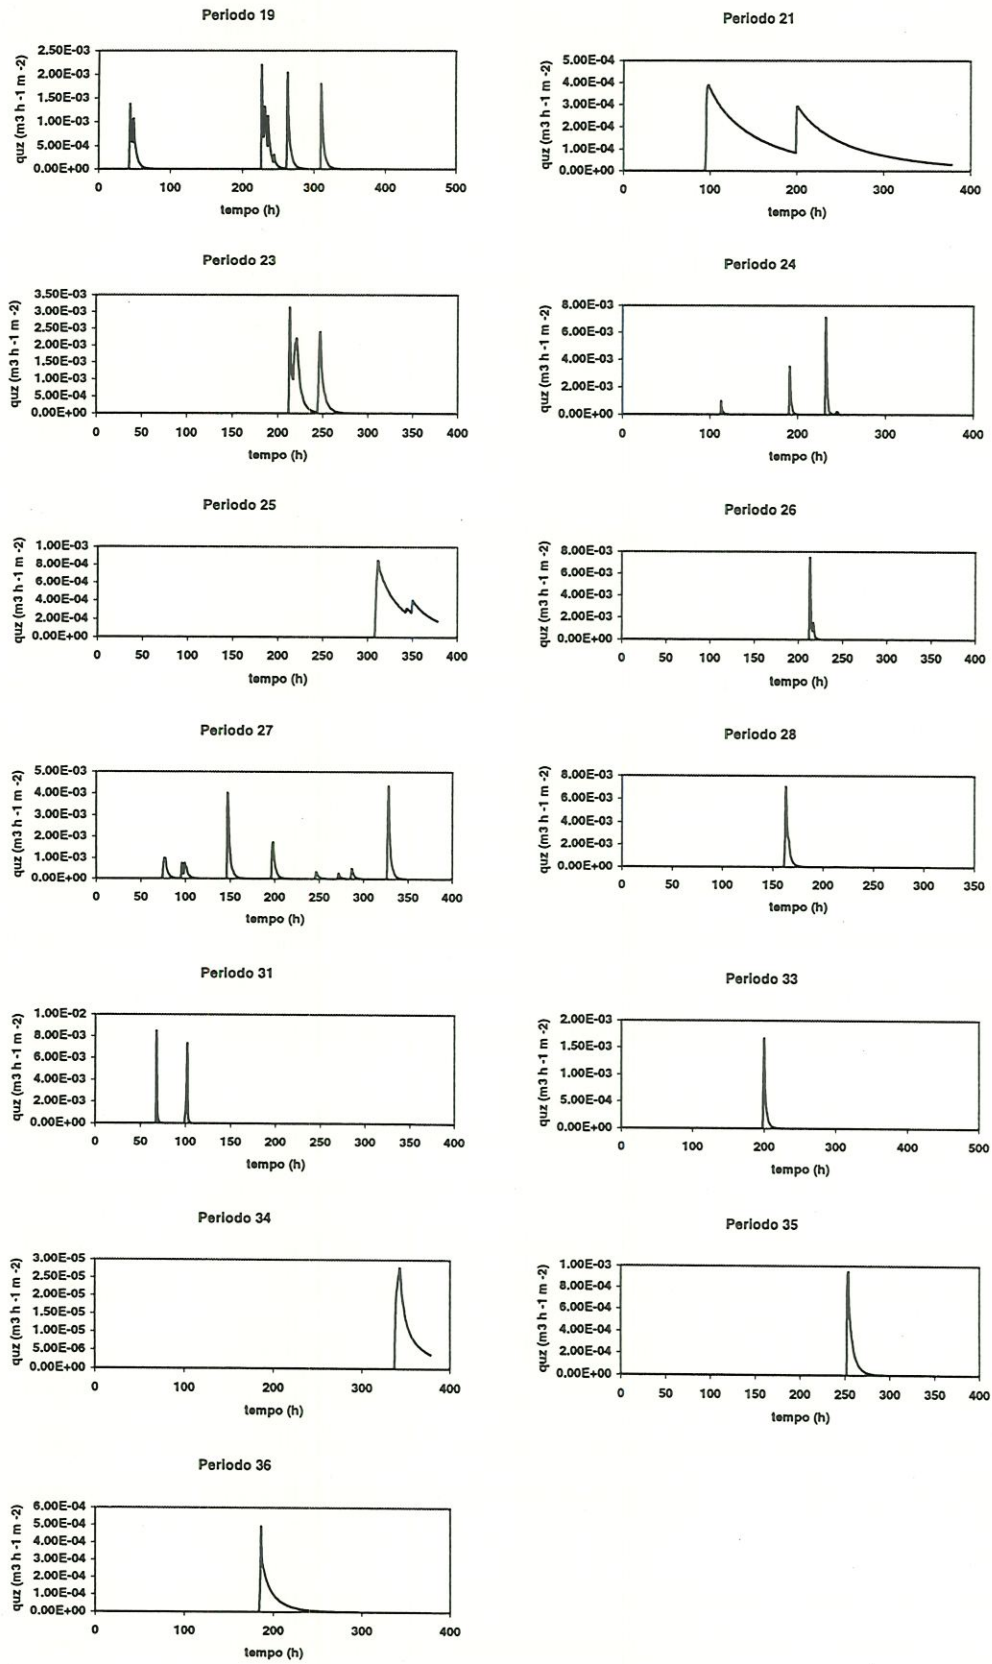 Periodo 19
quz (m3 h -1 m -2)
2.50E-03
2.00E-03
1.50E-03
1.00E-03
5.00E-04
0.00E+00
0 100 200 300 400 500
tempo (h)
Periodo 21
quz (m3 h -1 m -2)
5.00E-04
4.00E-04
3.00E-04
2.00E-04
1.00E-04
0.00E+00
0 100 200 300 400
tempo (h)
Periodo 23
quz (m3 h -1 m -2)
3.50E-03
3.00E-03
2.50E-03
2.00E-03
1.50E-03
1.00E-03
5.00E-04
0.00E+00
0 50 100 150 200 250 300 350 400
tempo (h)
Periodo 24
quz (m3 h -1 m -2)
8.00E-03
6.00E-03
4.00E-03
2.00E-03
0.00E+00
0 100 200 300 400
tempo (h)
Periodo 25
quz (m3 h -1 m -2)
1.00E-03
8.00E-04
6.00E-04
4.00E-04
2.00E-04
0.00E+00
0 50 100 150 200 250 300 350 400
tempo (h)
Periodo 26
quz (m3 h -1 m -2)
8.00E-03
6.00E-03
4.00E-03
2.00E-03
0.00E+00
0 50 100 150 200 250 300 350 400
tempo (h)
Periodo 27
quz (m3 h -1 m -2)
5.00E-03
4.00E-03
3.00E-03
2.00E-03
1.00E-03
0.00E+00
0 50 100 150 200 250 300 350 400
tempo (h)
Periodo 28
quz (m3 h -1 m -2)
8.00E-03
6.00E-03
4.00E-03
2.00E-03
0.00E+00
0 50 100 150 200 250 300 350
tempo (h)
Periodo 31
quz (m3 h -1 m -2)
1.00E-02
8.00E-03
6.00E-03
4.00E-03
2.00E-03
0.00E+00
0 50 100 150 200 250 300 350 400
tempo (h)
Periodo 33
quz (m3 h -1 m -2)
2.00E-03
1.50E-03
1.00E-03
5.00E-04
0.00E+00
0 100 200 300 400 500
tempo (h)
Periodo 34
quz (m3 h -1 m -2)
3.00E-05
2.50E-05
2.00E-05
1.50E-05
1.00E-05
5.00E-06
0.00E+00
0 100 200 300 400
tempo (h)
Periodo 35
quz (m3 h -1 m -2)
1.00E-03
8.00E-04
6.00E-04
4.00E-04
2.00E-04
0.00E+00
0 50 100 150 200 250 300 350 400
tempo (h)
Periodo 36
quz (m3 h -1 m -2)
6.00E-04
5.00E-04
4.00E-04
3.00E-04
2.00E-04
1.00E-04
0.00E+00
0 100 200 300 400
tempo (h)